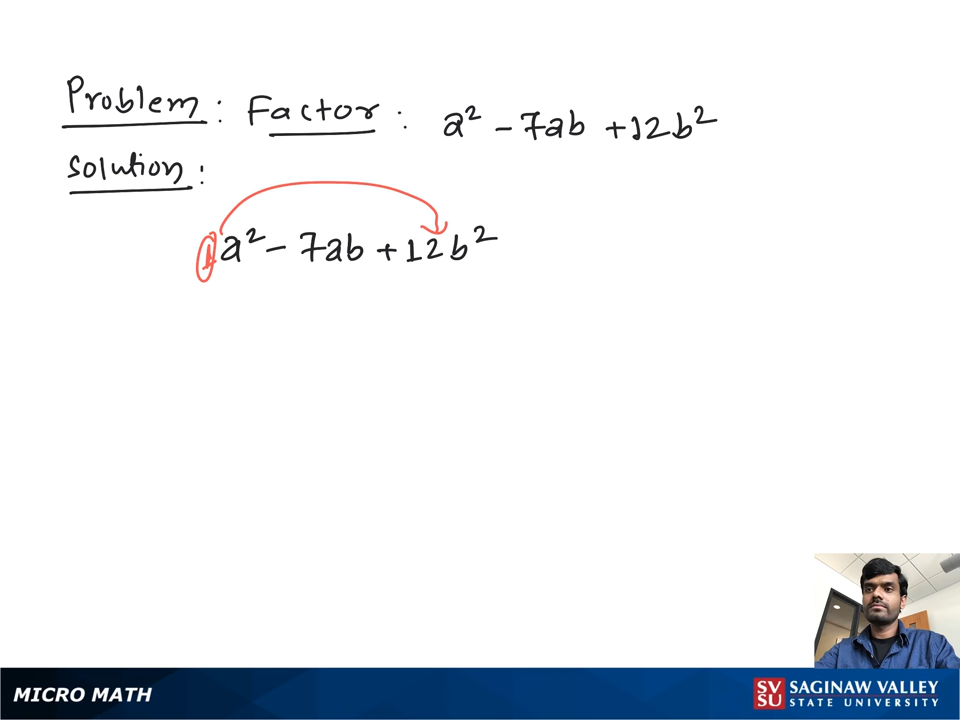 Problem: Factor: a² - 7ab + 12b²
Solution:
1a² - 7ab + 12b²
MICRO MATH
SV SU SAGINAW VALLEY STATE UNIVERSITY